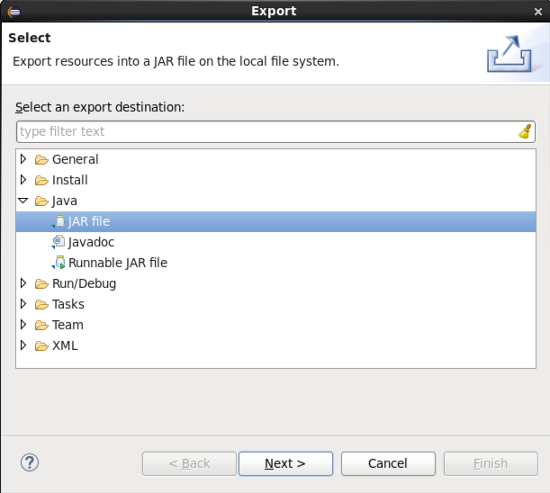 Export
Select
Export resources into a JAR file on the local file system.
Select an export destination:
type filter text
General
Install
Java
JAR file
Javadoc
Runnable JAR file
Run/Debug
Tasks
Team
XML
? < Back Next > Cancel Finish